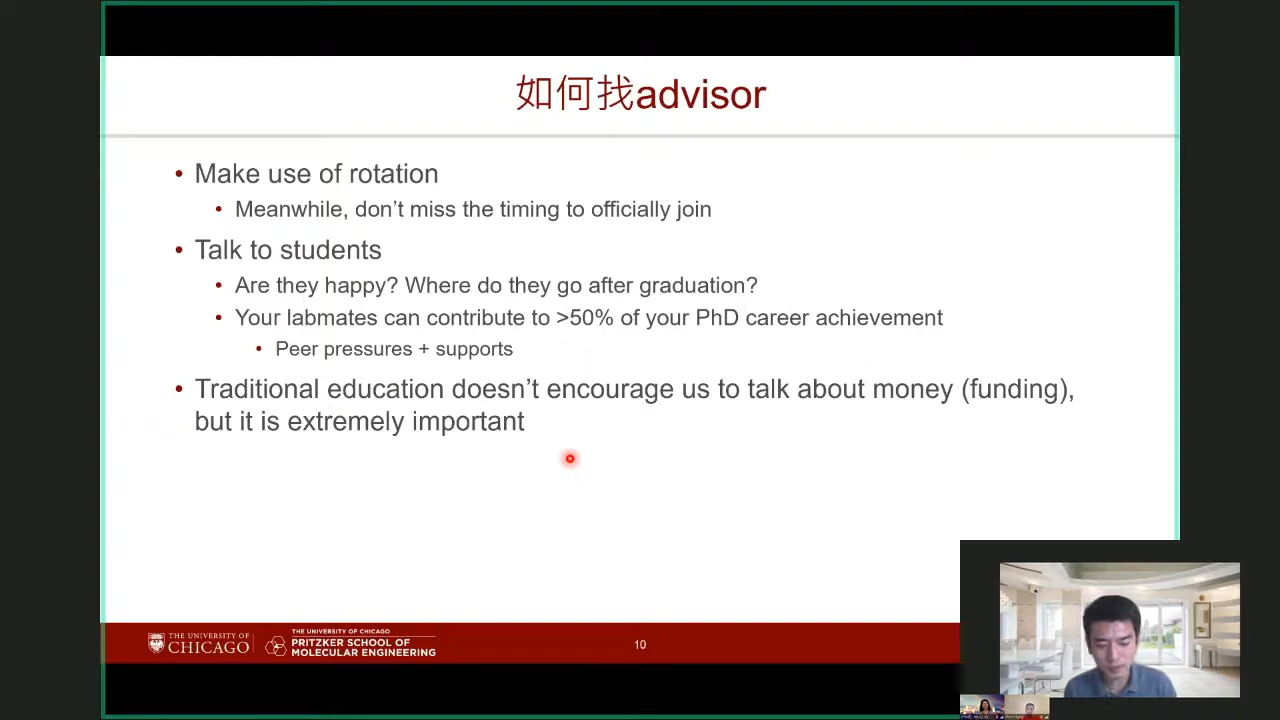 如何找advisor
Make use of rotation
Meanwhile, don't miss the timing to officially join
Talk to students
Are they happy? Where do they go after graduation?
Your labmates can contribute to >50% of your PhD career achievement
Peer pressures + supports
Traditional education doesn't encourage us to talk about money (funding),
but it is extremely important
THE UNIVERSITY OF
CHICAGO
THE UNIVERSITY OF CHICAGO
PRITZKER SCHOOL OF
MOLECULAR ENGINEERING
10